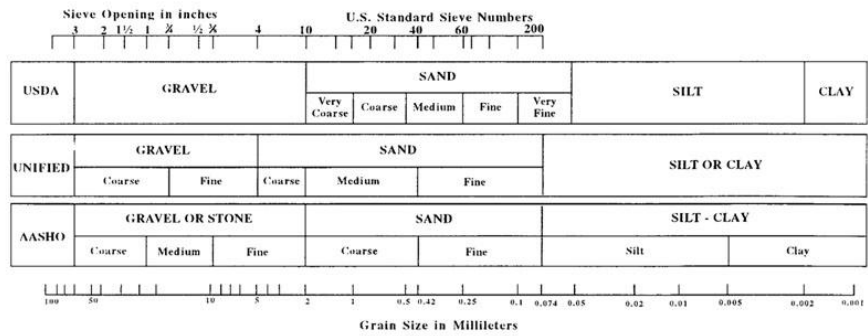 Sieve Opening in inches U.S. Standard Sieve Numbers
3 2 1½ 1 ¾ ½ ⅜ 4 10 20 40 60 200
USDA GRAVEL SAND SILT CLAY
Very Coarse Coarse Medium Fine Very Fine
UNIFIED GRAVEL SAND SILT OR CLAY
Coarse Fine Coarse Medium Fine
AASHO GRAVEL OR STONE SAND SILT - CLAY
Coarse Medium Fine Coarse Fine Silt Clay
100 50 10 5 2 1 0.5 0.42 0.25 0.1 0.074 0.05 0.02 0.01 0.005 0.002 0.001
Grain Size in Millileters